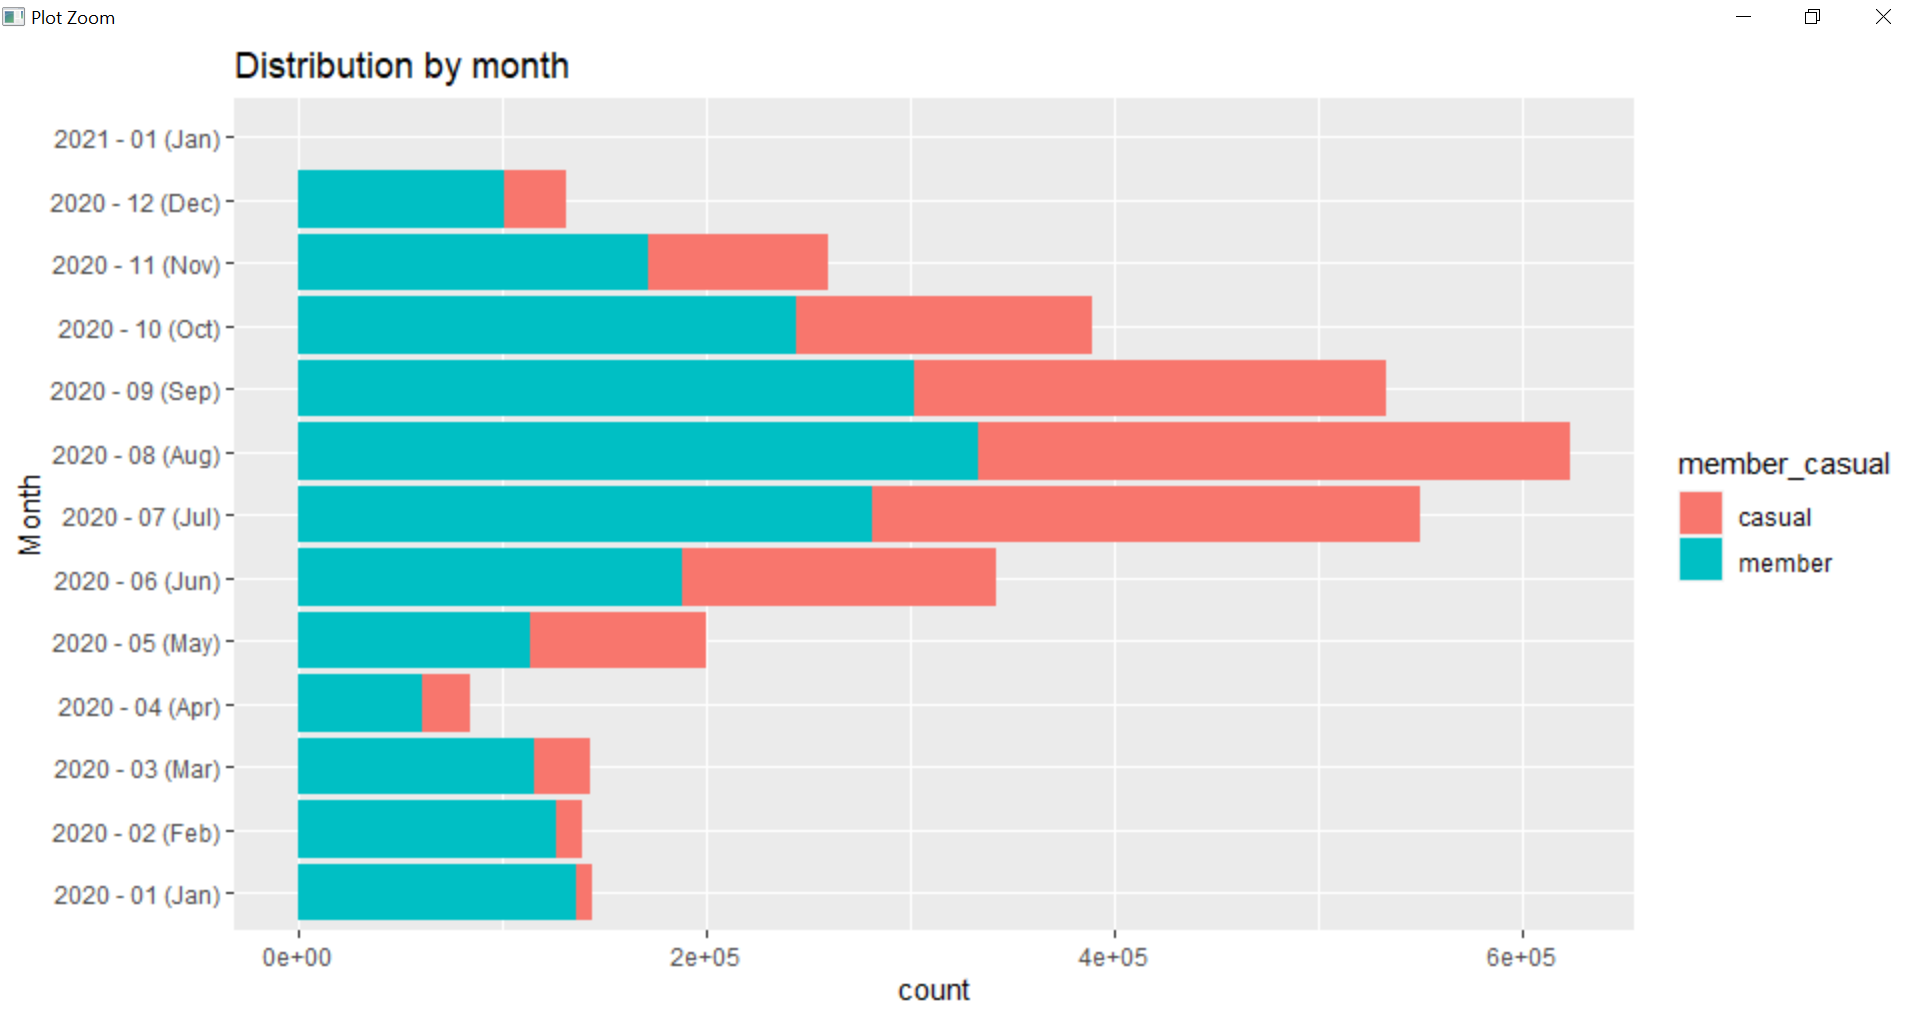 Plot Zoom
Distribution by month
2021 - 01 (Jan)
2020 - 12 (Dec)
2020 - 11 (Nov)
2020 - 10 (Oct)
2020 - 09 (Sep)
2020 - 08 (Aug)
2020 - 07 (Jul)
2020 - 06 (Jun)
2020 - 05 (May)
2020 - 04 (Apr)
2020 - 03 (Mar)
2020 - 02 (Feb)
2020 - 01 (Jan)
Month
0e+00 2e+05 4e+05 6e+05
count
member_casual
casual
member